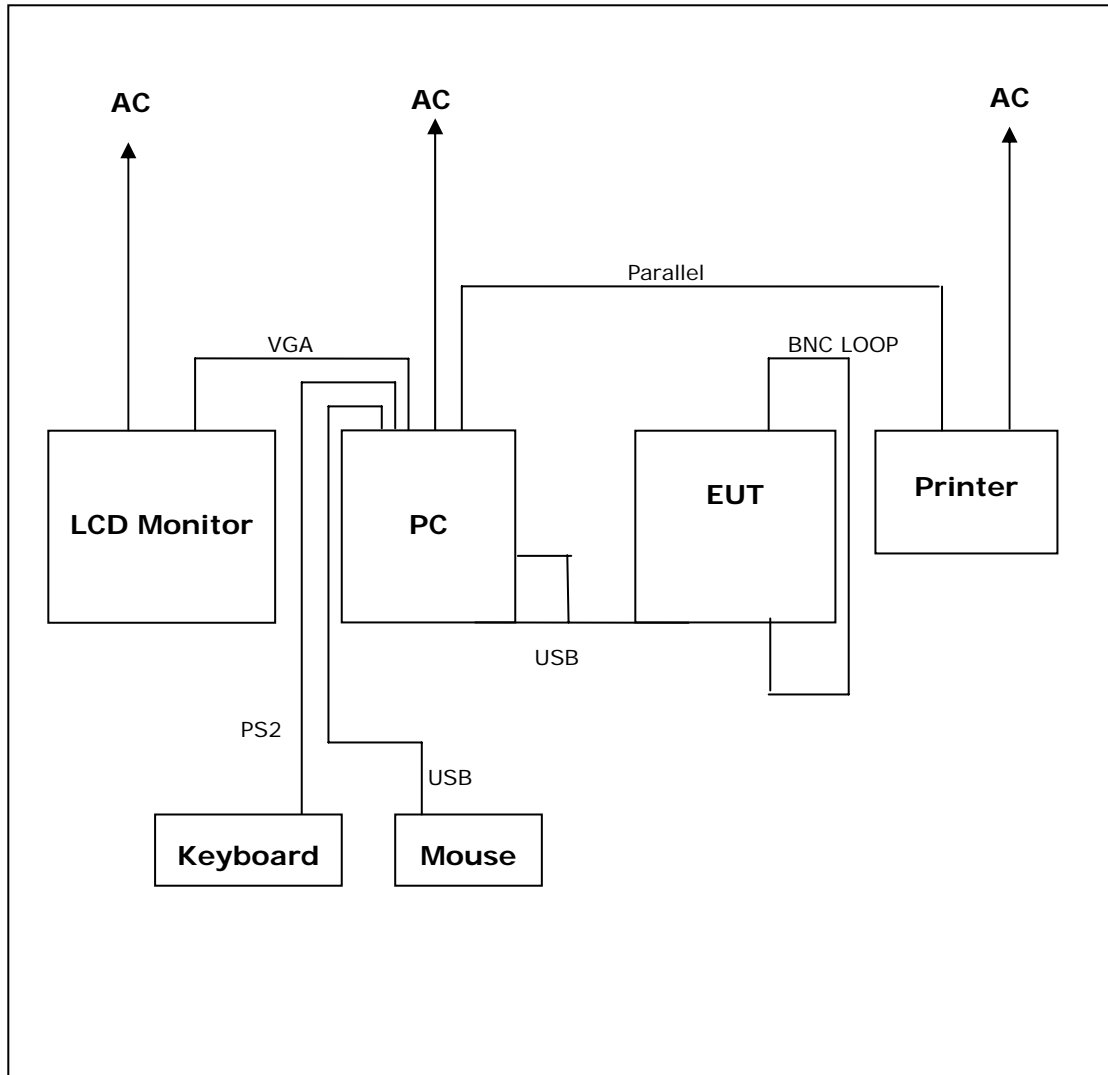 AC
AC
AC
Parallel
VGA
BNC LOOP
LCD Monitor
PC
EUT
Printer
USB
PS2
USB
Keyboard
Mouse